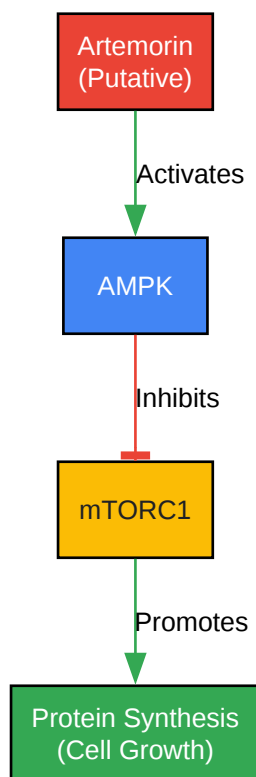 Artemorin
(Putative)
Activates
AMPK
Inhibits
mTORC1
Promotes
Protein Synthesis
(Cell Growth)